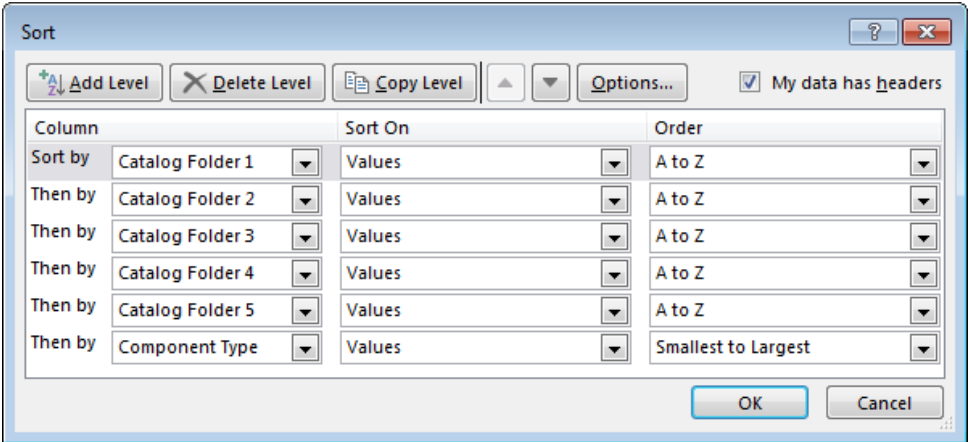 Sort
Add Level Delete Level Copy Level Options... My data has headers
Column Sort On Order
Sort by Catalog Folder 1 Values A to Z
Then by Catalog Folder 2 Values A to Z
Then by Catalog Folder 3 Values A to Z
Then by Catalog Folder 4 Values A to Z
Then by Catalog Folder 5 Values A to Z
Then by Component Type Values Smallest to Largest
OK Cancel